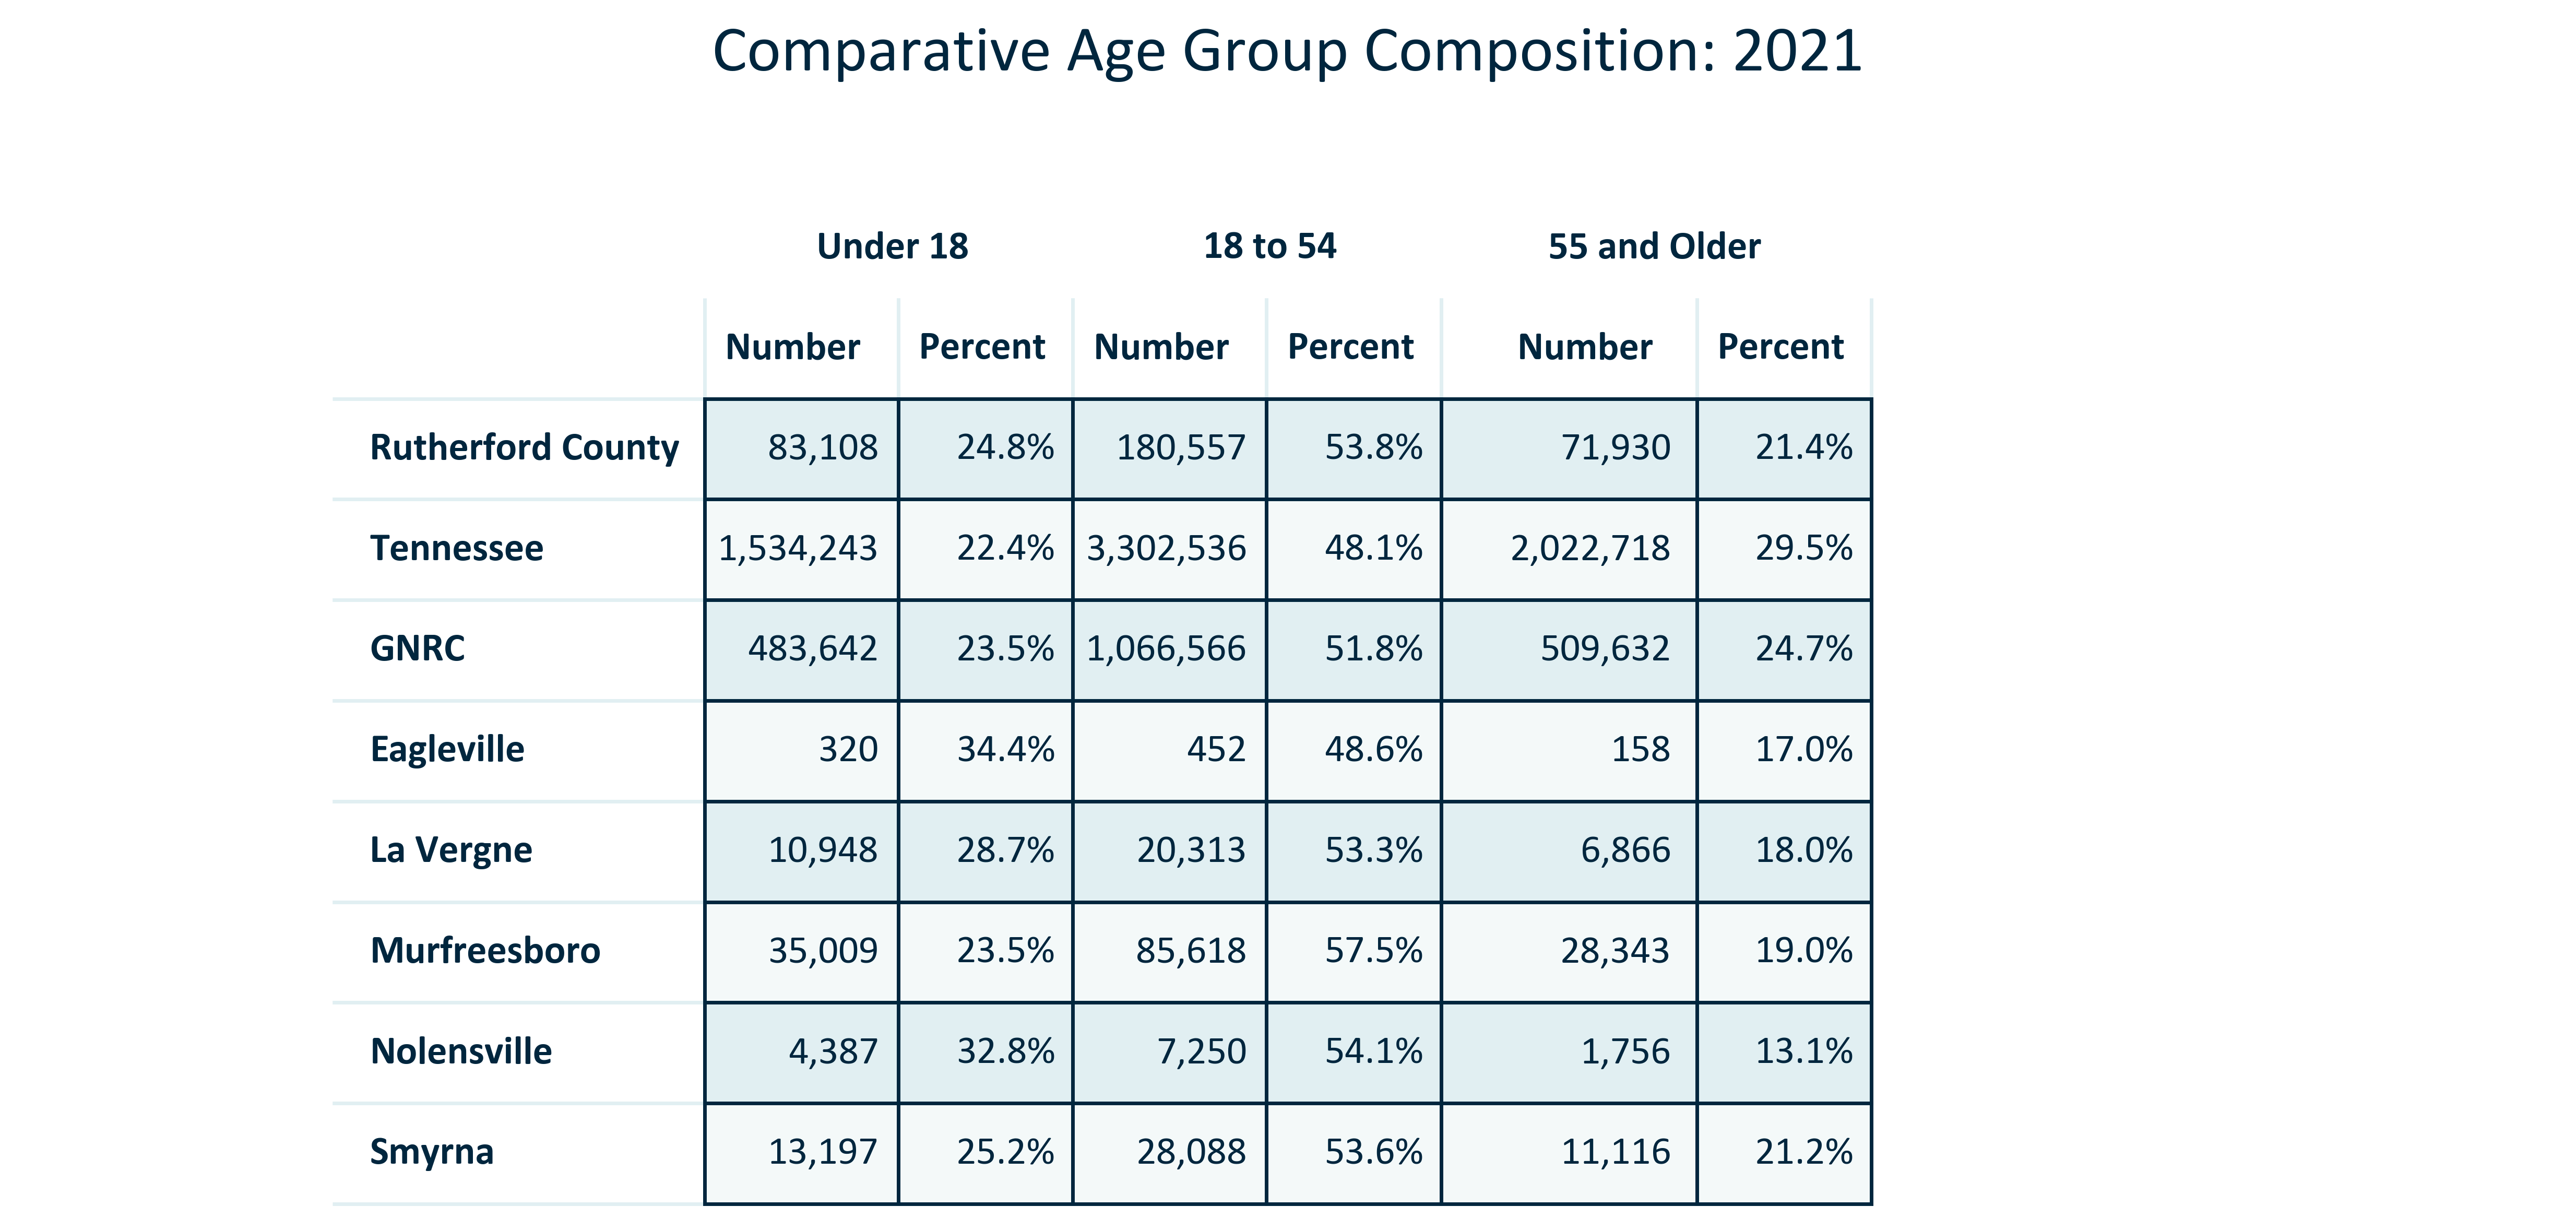 Comparative Age Group Composition: 2021
Under 18 18 to 54 55 and Older
Number Percent Number Percent Number Percent
Rutherford County 83,108 24.8% 180,557 53.8% 71,930 21.4%
Tennessee 1,534,243 22.4% 3,302,536 48.1% 2,022,718 29.5%
GNRC 483,642 23.5% 1,066,566 51.8% 509,632 24.7%
Eagleville 320 34.4% 452 48.6% 158 17.0%
La Vergne 10,948 28.7% 20,313 53.3% 6,866 18.0%
Murfreesboro 35,009 23.5% 85,618 57.5% 28,343 19.0%
Nolensville 4,387 32.8% 7,250 54.1% 1,756 13.1%
Smyrna 13,197 25.2% 28,088 53.6% 11,116 21.2%